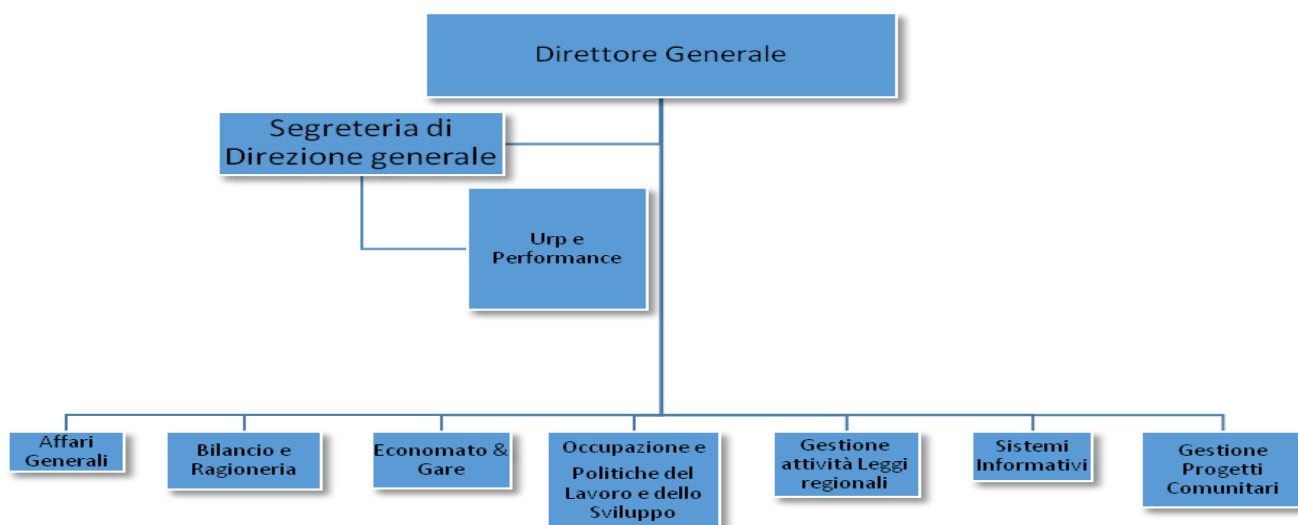 Direttore Generale
Segreteria di
Direzione generale
Urp e
Performance
Affari
Generali
Bilancio e
Ragioneria
Economato &
Gare
Occupazione e
Politiche del
Lavoro e dello
Sviluppo
Gestione
attività Leggi
regionali
Sistemi
Informativi
Gestione
Progetti
Comunitari